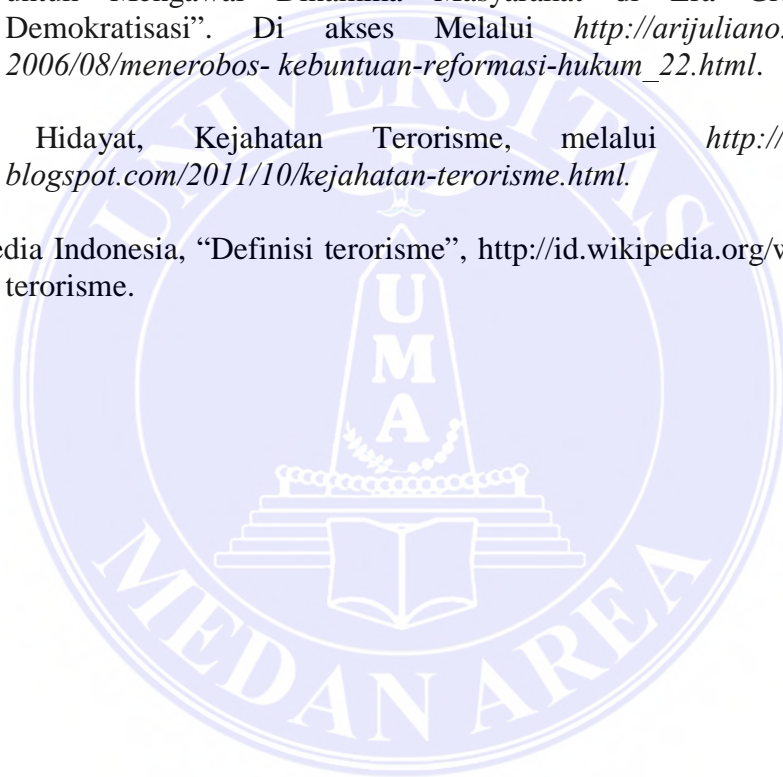 Demokratisasi”. Di akses Melalui http://arijuliano.
2006/08/menerobos- kebuntuan-reformasi-hukum_22.html.
Hidayat, Kejahatan Terorisme, melalui http://
blogspot.com/2011/10/kejahatan-terorisme.html.
edia Indonesia, “Definisi terorisme”, http://id.wikipedia.org/
terorisme.
UNIVERSITAS
UMA
MEDAN AREA